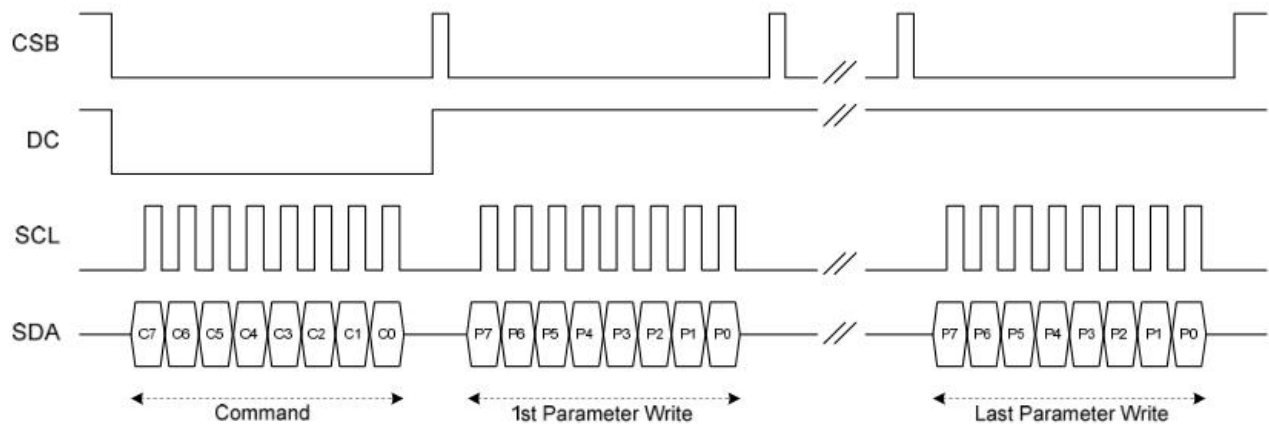 CSB
DC
SCL
SDA C7 C6 C5 C4 C3 C2 C1 C0 P7 P6 P5 P4 P3 P2 P1 P0 P7 P6 P5 P4 P3 P2 P1 P0
Command 1st Parameter Write Last Parameter Write